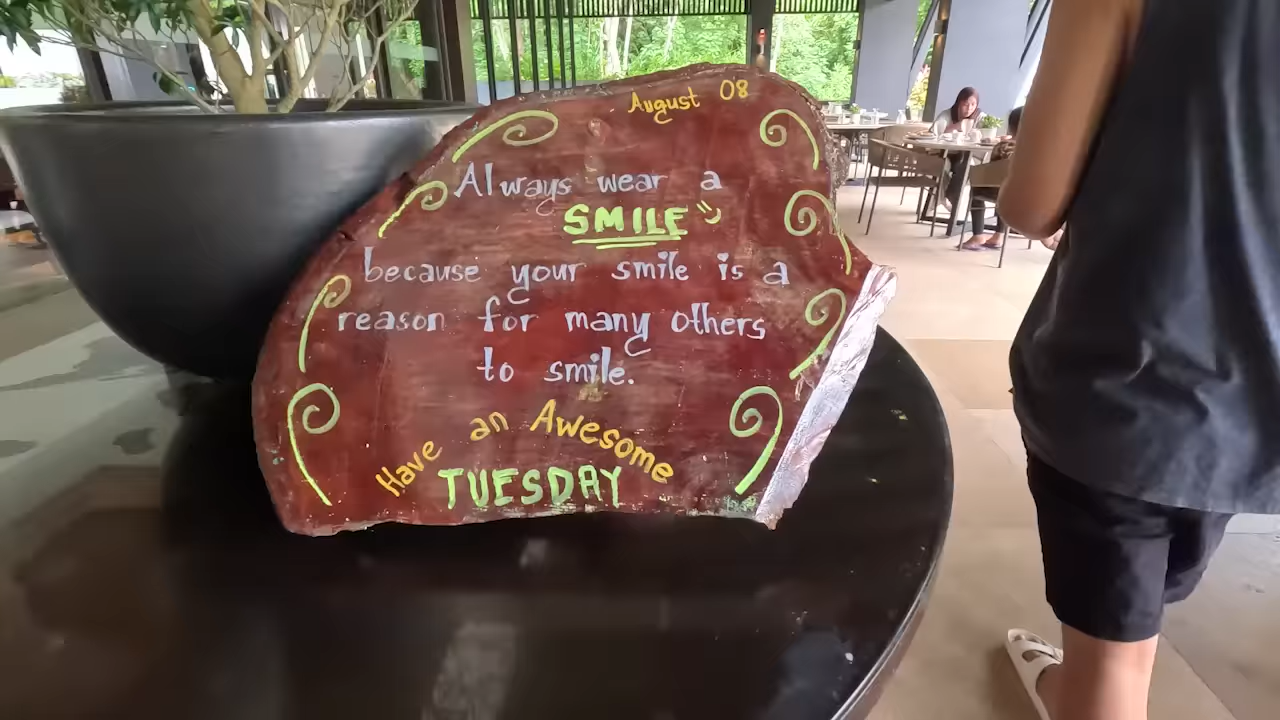 August 08
Always wear a
SMILE
because your smile is a
reason for many others
to smile.
Have an Awesome
TUESDAY